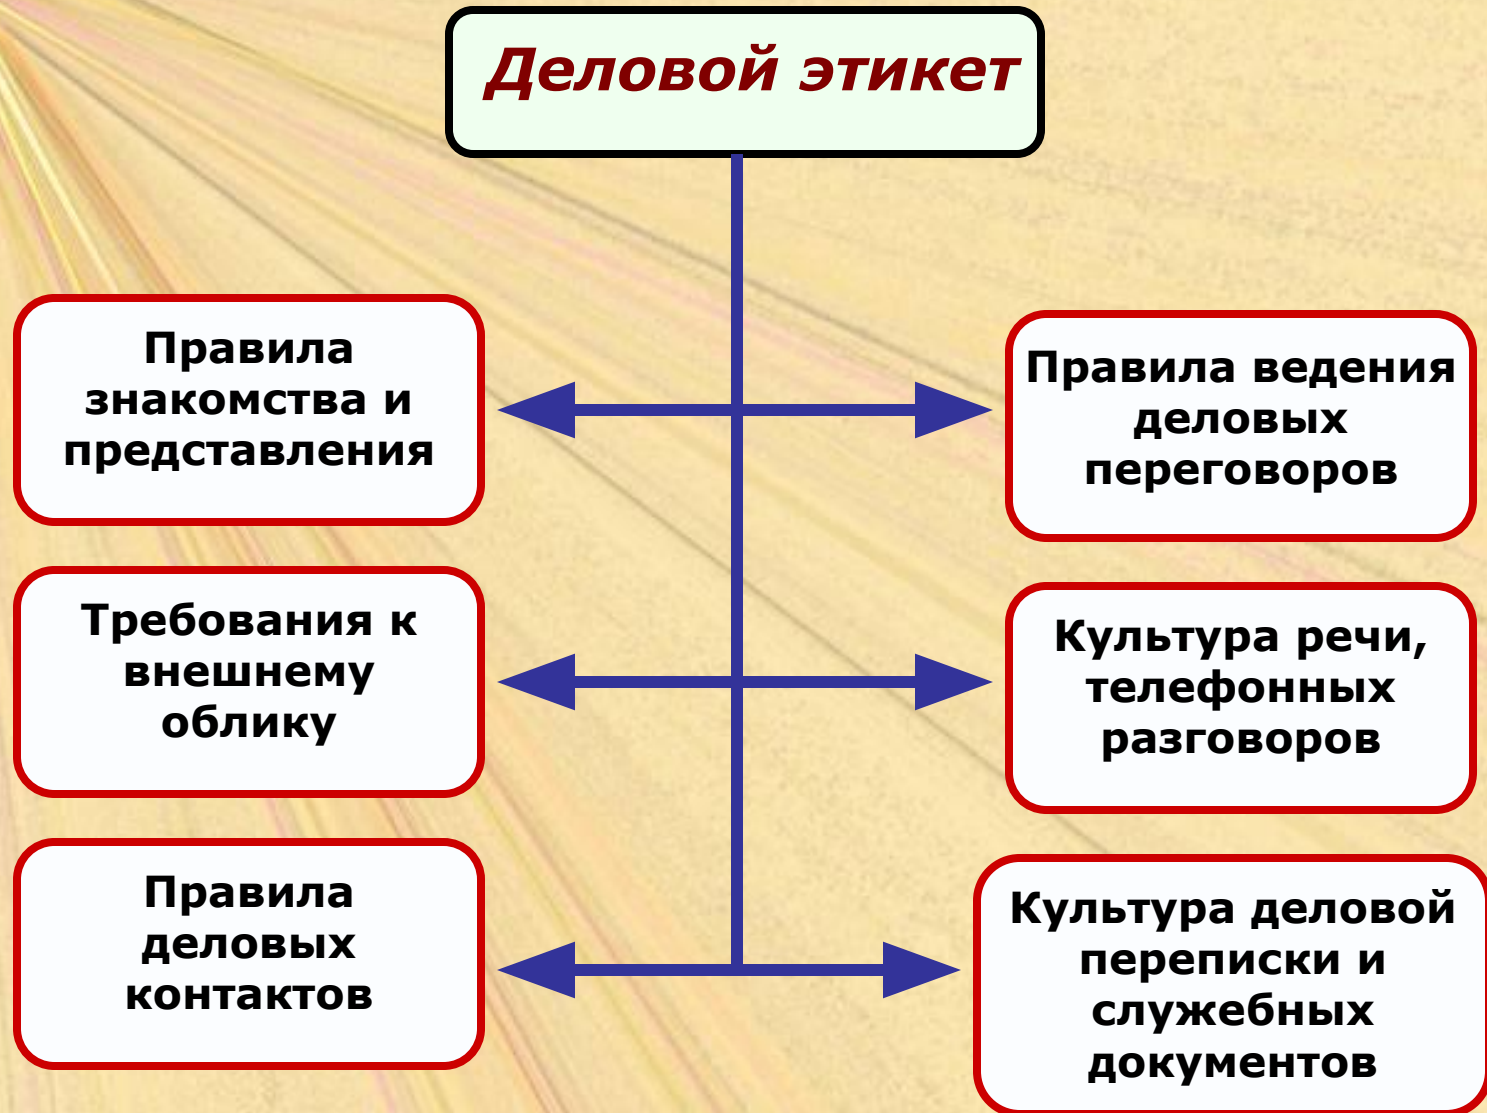 Деловой этикет
Правила
знакомства и
представления
Правила ведения
деловых
переговоров
Требования к
внешнему
облику
Культура речи,
телефонных
разговоров
Правила
деловых
контактов
Культура деловой
переписки и
служебных
документов